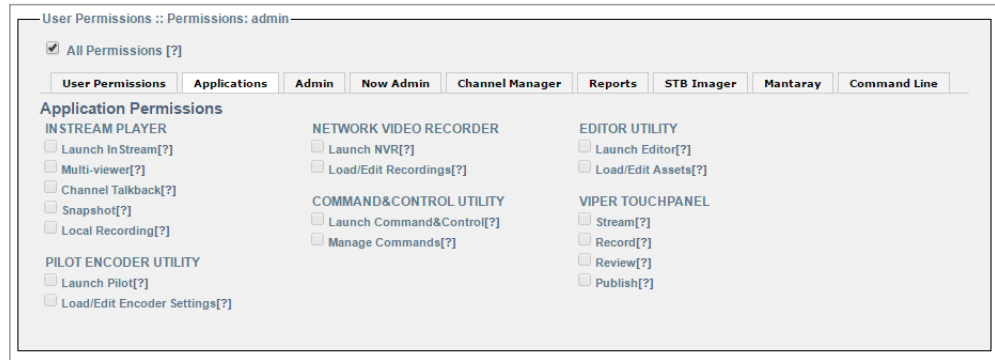 User Permissions :: Permissions: admin
All Permissions [?]
User Permissions Applications Admin Now Admin Channel Manager Reports STB Imager Mantaray Command Line
Application Permissions
INSTREAM PLAYER
Launch InStream[?]
Multi-viewer[?]
Channel Talkback[?]
Snapshot[?]
Local Recording[?]
PILOT ENCODER UTILITY
Launch Pilot[?]
Load/Edit Encoder Settings[?]
NETWORK VIDEO RECORDER
Launch NVR[?]
Load/Edit Recordings[?]
COMMAND&CONTROL UTILITY
Launch Command&Control[?]
Manage Commands[?]
EDITOR UTILITY
Launch Editor[?]
Load/Edit Assets[?]
VIPER TOUCHPANEL
Stream[?]
Record[?]
Review[?]
Publish[?]